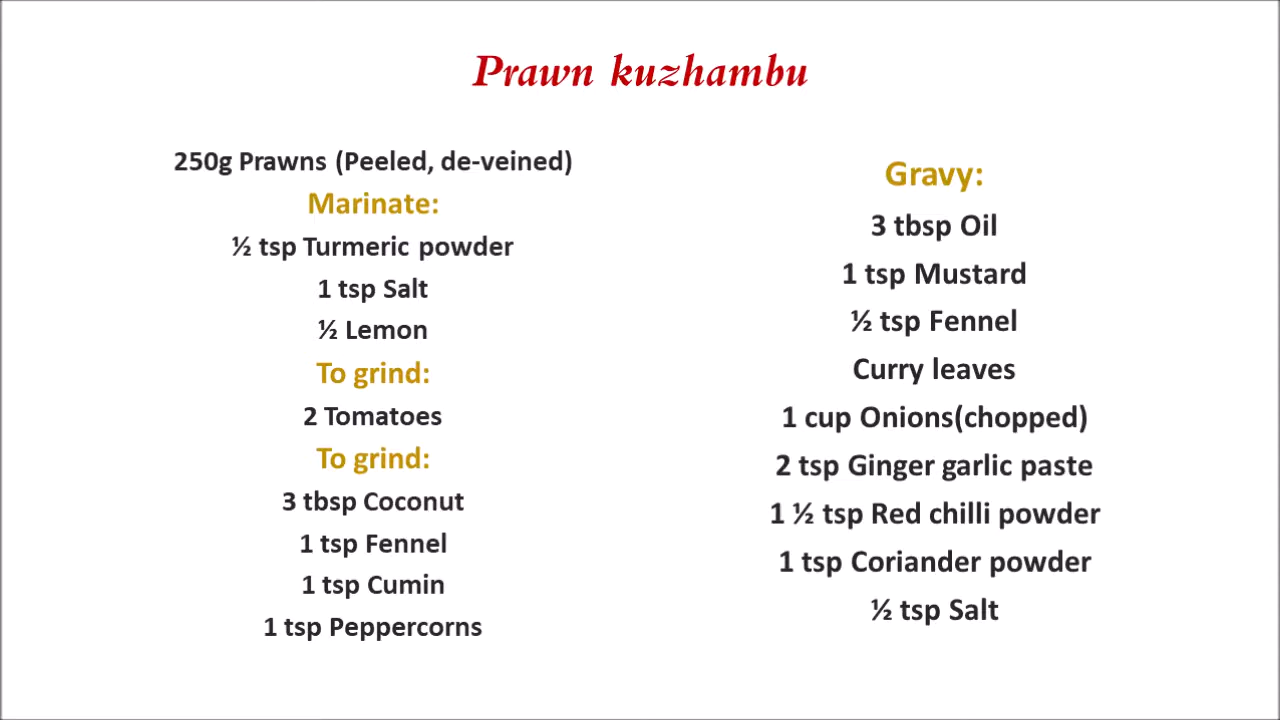 Prawn kuzhambu
250g Prawns (Peeled, de-veined)
Marinate:
½ tsp Turmeric powder
1 tsp Salt
½ Lemon
To grind:
2 Tomatoes
To grind:
3 tbsp Coconut
1 tsp Fennel
1 tsp Cumin
1 tsp Peppercorns
Gravy:
3 tbsp Oil
1 tsp Mustard
½ tsp Fennel
Curry leaves
1 cup Onions(chopped)
2 tsp Ginger garlic paste
1 ½ tsp Red chilli powder
1 tsp Coriander powder
½ tsp Salt